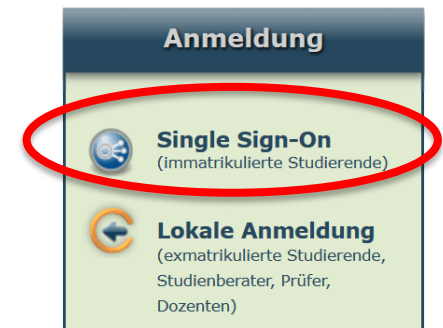 Anmeldung
Single Sign-On
(immatrikulierte Studierende)
Lokale Anmeldung
(exmatrikulierte Studierende,
Studienberater, Prüfer,
Dozenten)